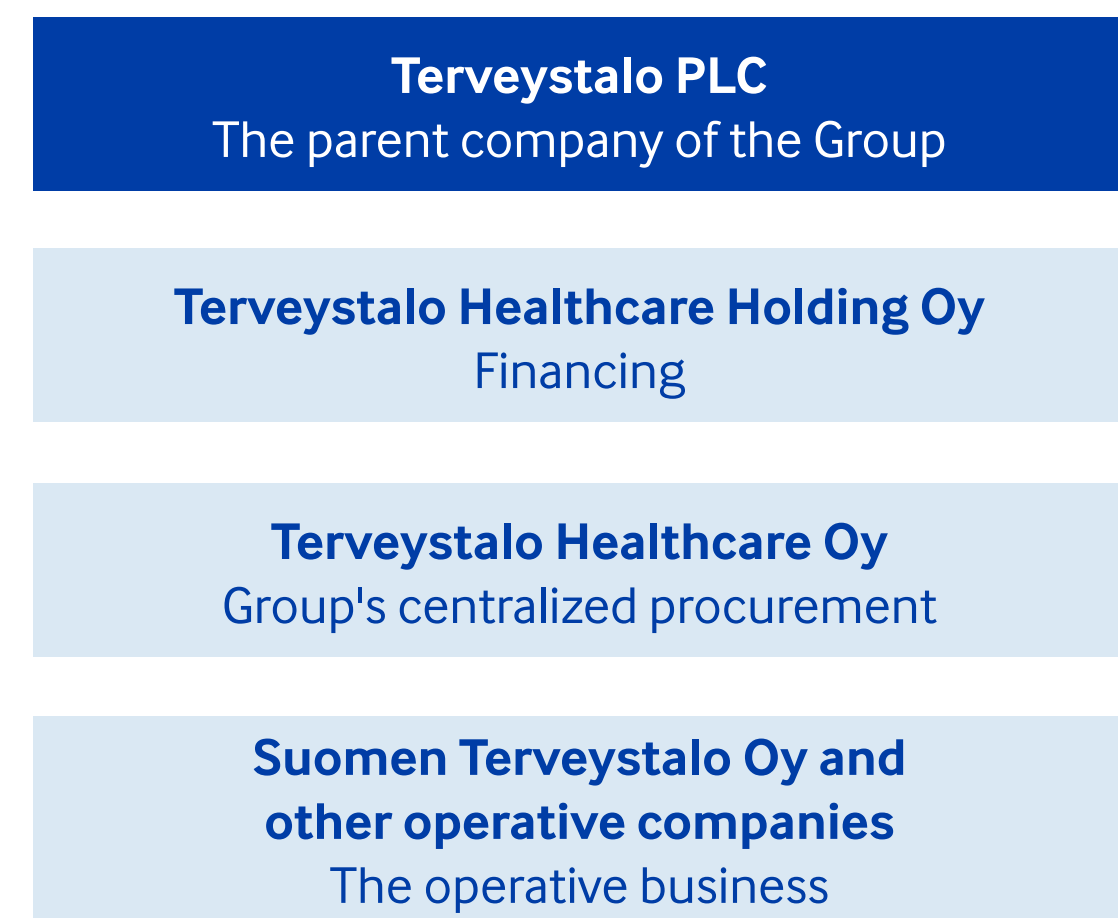 Terveystalo PLC
The parent company of the Group
Terveystalo Healthcare Holding Oy
Financing
Terveystalo Healthcare Oy
Group's centralized procurement
Suomen Terveystalo Oy and
other operative companies
The operative business